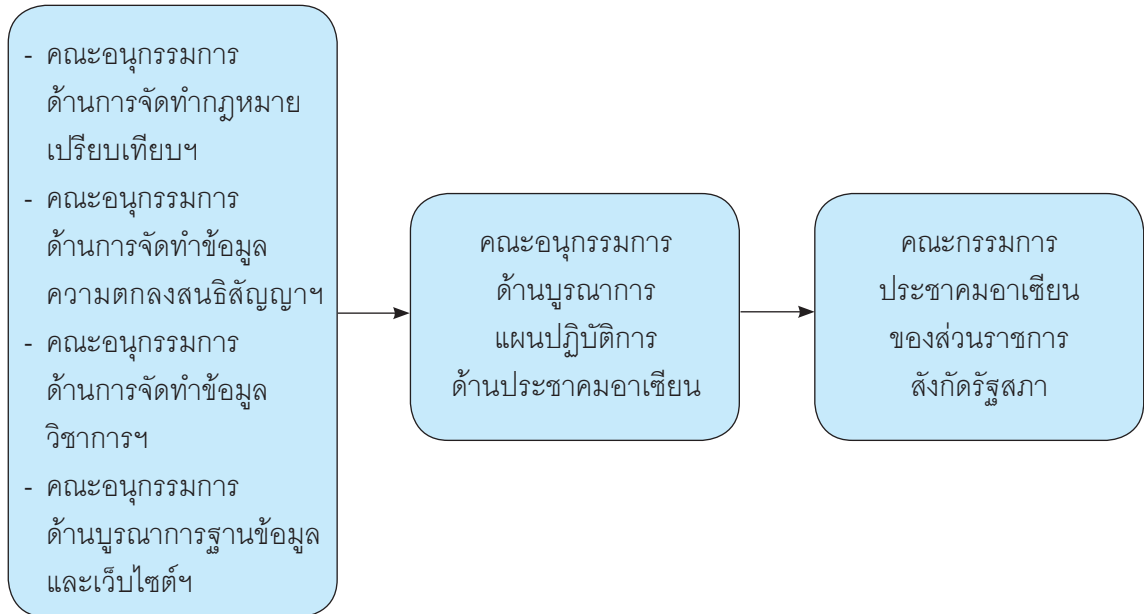 - คณะอนุกรรมการ
ด้านการจัดทำกฎหมาย
เปรียบเทียบฯ
- คณะอนุกรรมการ
ด้านการจัดทำข้อมูล
ความตกลงสนธิสัญญาฯ
- คณะอนุกรรมการ
ด้านการจัดทำข้อมูล
วิชาการฯ
- คณะอนุกรรมการ
ด้านบูรณาการฐานข้อมูล
และเว็บไซต์ฯ
คณะอนุกรรมการ
ด้านบูรณาการ
แผนปฏิบัติการ
ด้านประชาคมอาเซียน
คณะกรรมการ
ประชาคมอาเซียน
ของส่วนราชการ
สังกัดรัฐสภา